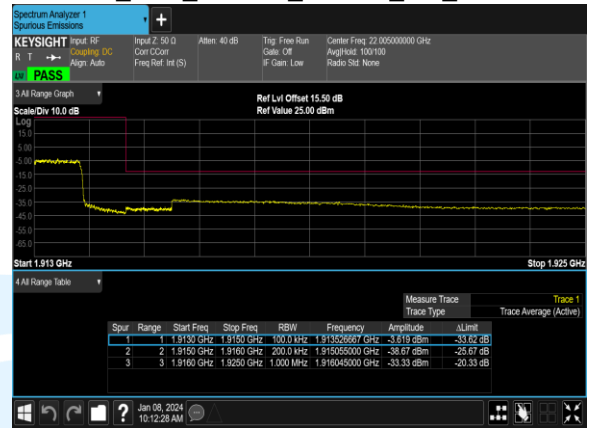 Spectrum Analyzer 1
Spurious Emissions
+
KEYSIGHT Input: RF Input Z: 50 Ω Atten: 40 dB Trig: Free Run Center Freq: 22.005000000 GHz
R T Coupling: DC Corr CCorr Gate: Off Avg|Hold: 100/100
Align: Auto Freq Ref: Int (S) IF Gain: Low Radio Std: None
LW PASS
3 All Range Graph
Ref Lvl Offset 15.50 dB
Scale/Div 10.0 dB Ref Value 25.00 dBm
Log
15.0
5.00
-5.00
-15.0
-25.0
-35.0
-45.0
-55.0
-65.0
Start 1.913 GHz Stop 1.925 GHz
4 All Range Table
Measure Trace Trace 1
Trace Type Trace Average (Active)
Spur Range Start Freq Stop Freq RBW Frequency Amplitude ΔLimit
1 1 1.9130 GHz 1.9150 GHz 100.0 kHz 1.913526667 GHz -3.619 dBm -33.62 dB
2 2 1.9150 GHz 1.9160 GHz 200.0 kHz 1.915055000 GHz -38.67 dBm -25.67 dB
3 3 1.9160 GHz 1.9250 GHz 1.000 MHz 1.916045000 GHz -33.33 dBm -20.33 dB
? Jan 08, 2024
10:12:28 AM